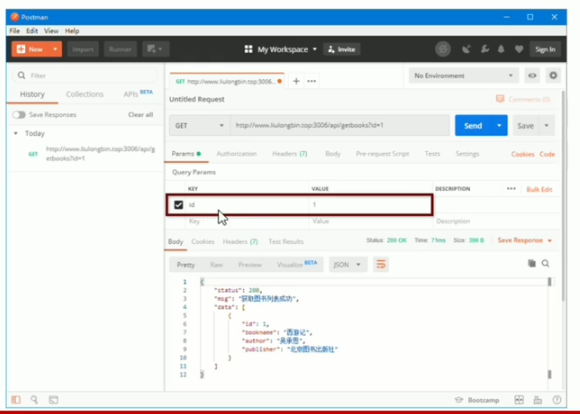 Postman
File Edit View Help
New Import Runner My Workspace Invite Sign In
Filter
History Collections APIs BETA
Save Responses Clear all
Today
GET http://www.liulongbin.top:3006/api/g
etbooks?id=1
GET http://www.liulongbin.top:3006... + ••• No Environment
Untitled Request Comments (0)
GET http://www.liulongbin.top:3006/api/getbooks?id=1 Send Save
Params Authorization Headers (7) Body Pre-request Script Tests Settings Cookies Code
Query Params
KEY VALUE DESCRIPTION ••• Bulk Edit
id 1
Key Value Description
Body Cookies Headers (7) Test Results Status: 200 OK Time: 71ms Size: 398 B Save Response
Pretty Raw Preview Visualize BETA JSON
1 {
2 "status": 200,
3 "msg": "获取图书列表成功",
4 "data": [
5 {
6 "id": 1,
7 "bookname": "西游记",
8 "author": "吴承恩",
9 "publisher": "北京图书出版社"
10 }
11 ]
12 }
Bootcamp